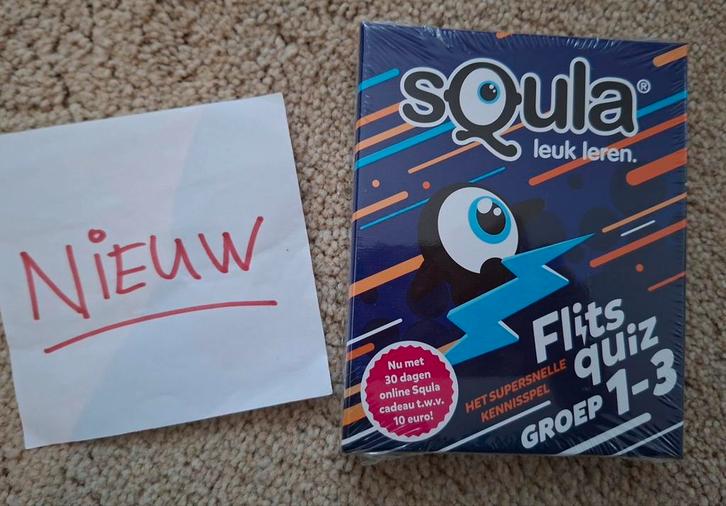 NiEUW
sQula®
leuk leren.
Flits
quiz
HET SUPERSNELLE
KENNISSPEL
GROEP 1-3
Nu met
30 dagen
online Squla
cadeau t.w.v.
10 euro!